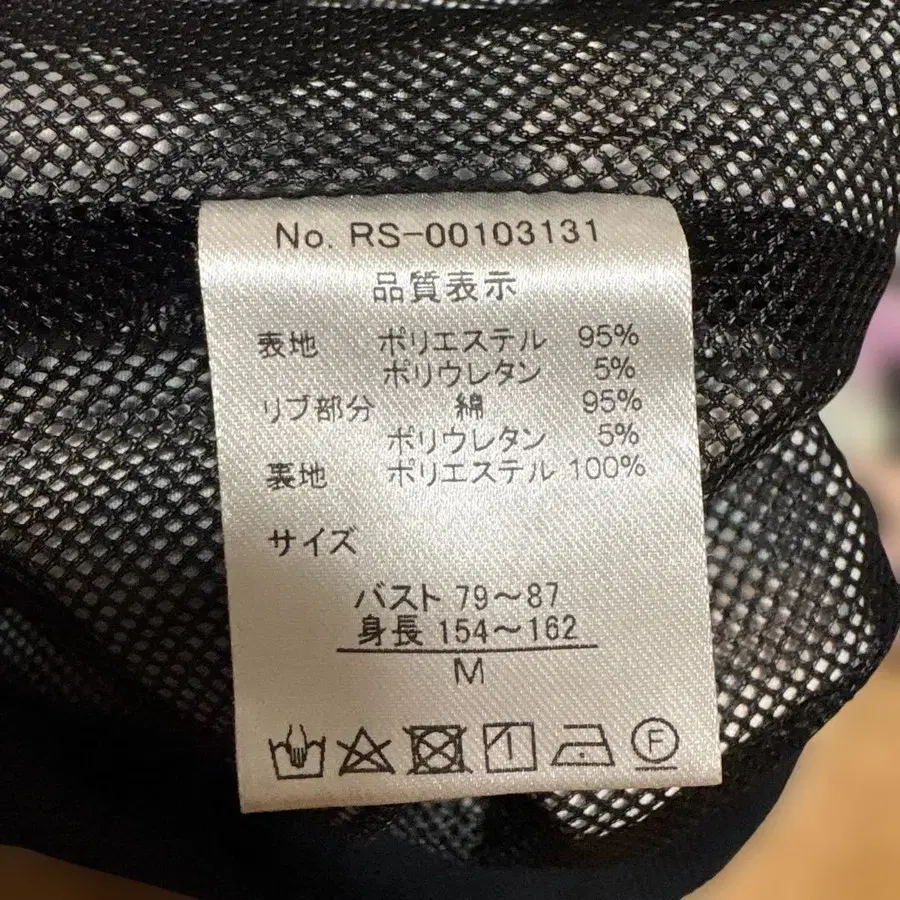 No. RS-00103131
品質表示
表地 ポリエステル 95%
ポリウレタン 5%
リブ部分 綿 95%
ポリウレタン 5%
裏地 ポリエステル 100%
サイズ
バスト 79～87
身長 154～162
M
F